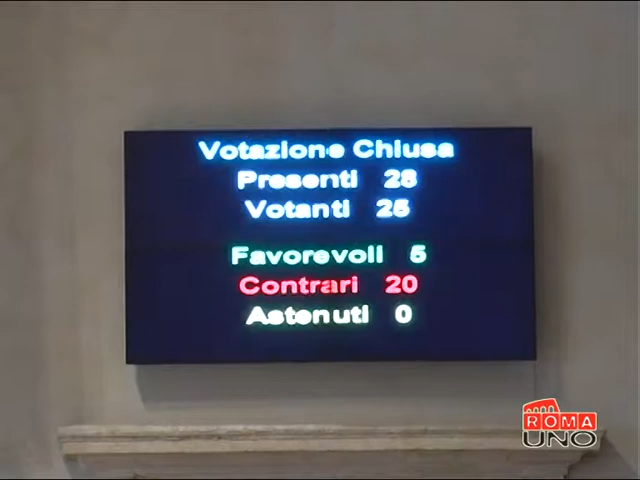 Votazione Chiusa
Presenti 28
Votanti 25
Favorevoli 5
Contrari 20
Astenuti 0
ROMA
UNO